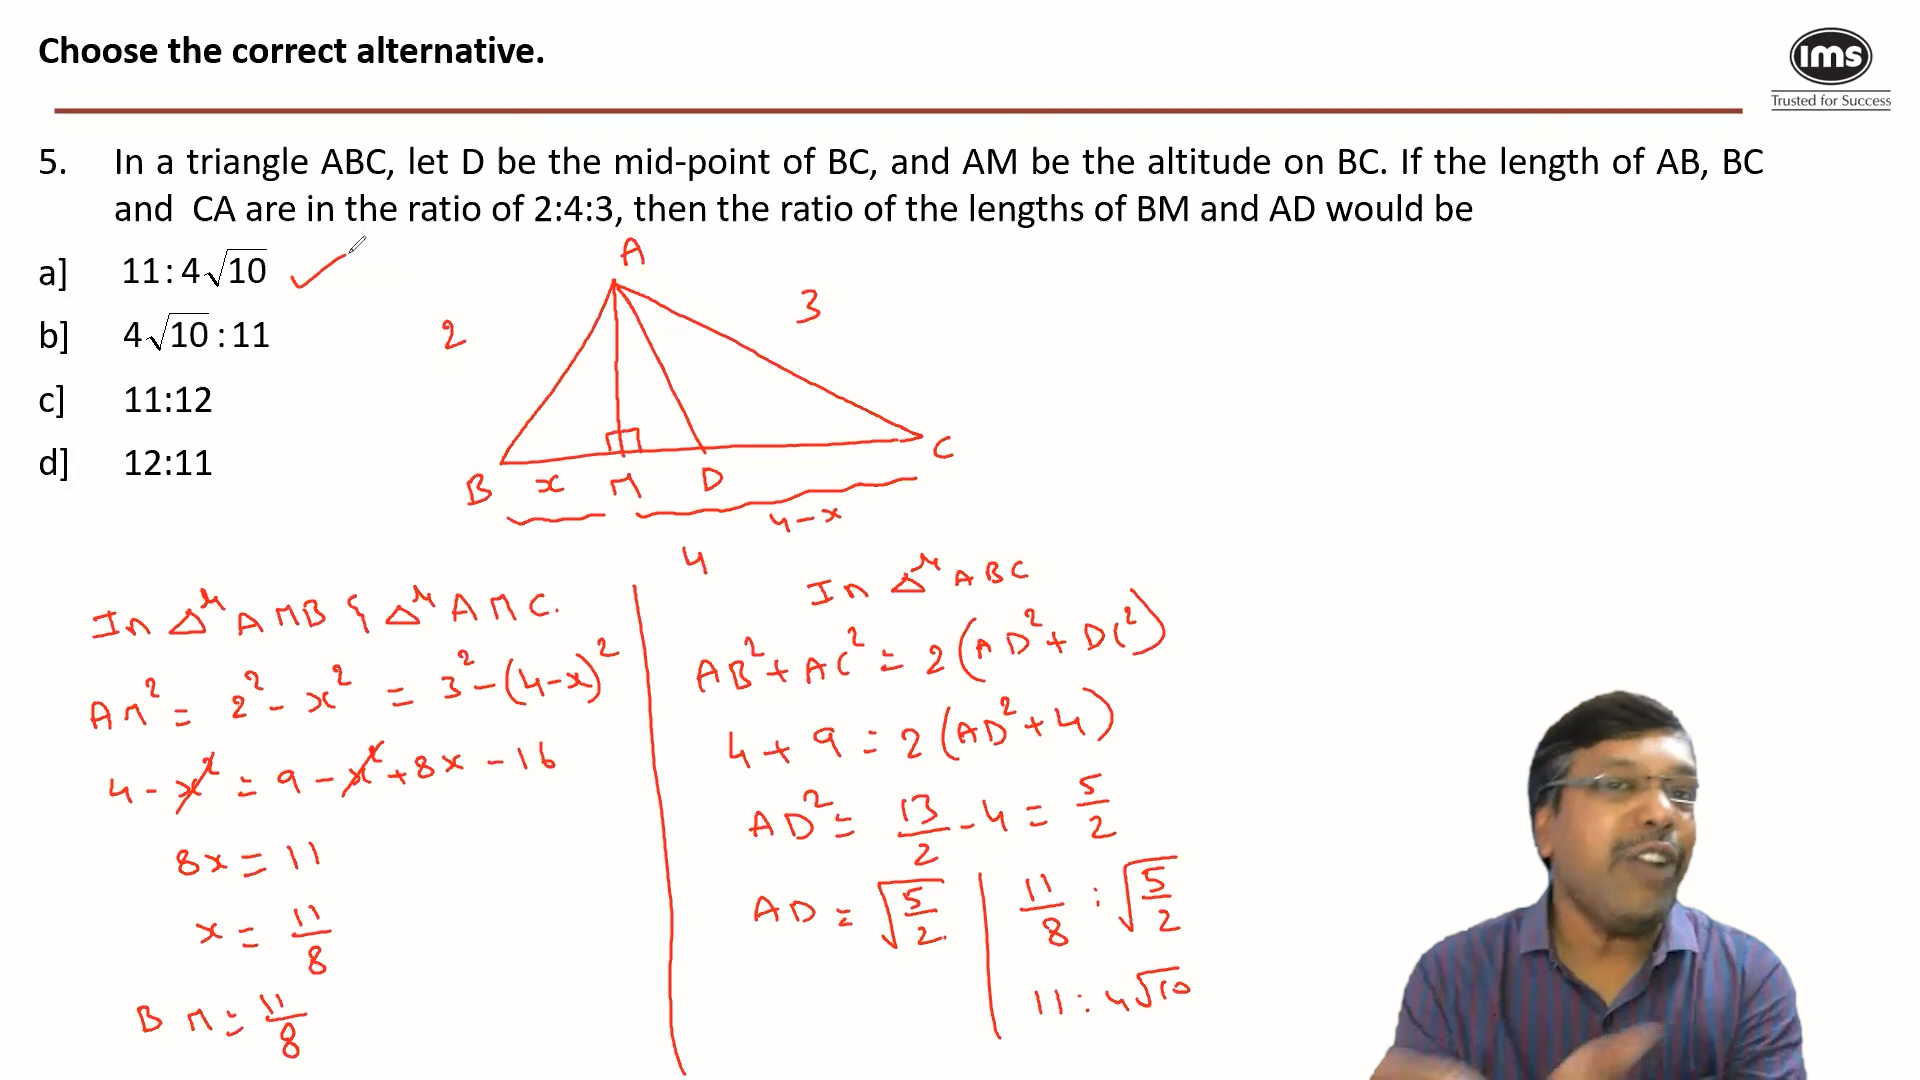 Choose the correct alternative.
ims
Trusted for Success
5. In a triangle ABC, let D be the mid-point of BC, and AM be the altitude on BC. If the length of AB, BC
and CA are in the ratio of 2:4:3, then the ratio of the lengths of BM and AD would be
a] 11 : 4√10
b] 4√10 : 11
c] 11:12
d] 12:11
A
2
3
B x M D C
4-x
4
In Δʳ AMB & Δʳ AMC.
AM² = 2² - x² = 3² - (4-x)²
4 - x² = 9 - x² + 8x - 16
8x = 11
x = 11/8
BM = 11/8
In Δʳ ABC
AB² + AC² = 2(AD² + DC²)
4 + 9 = 2(AD² + 4)
AD² = 13/2 - 4 = 5/2
AD = √5/2
11/8 : √5/2
11 : 4√10